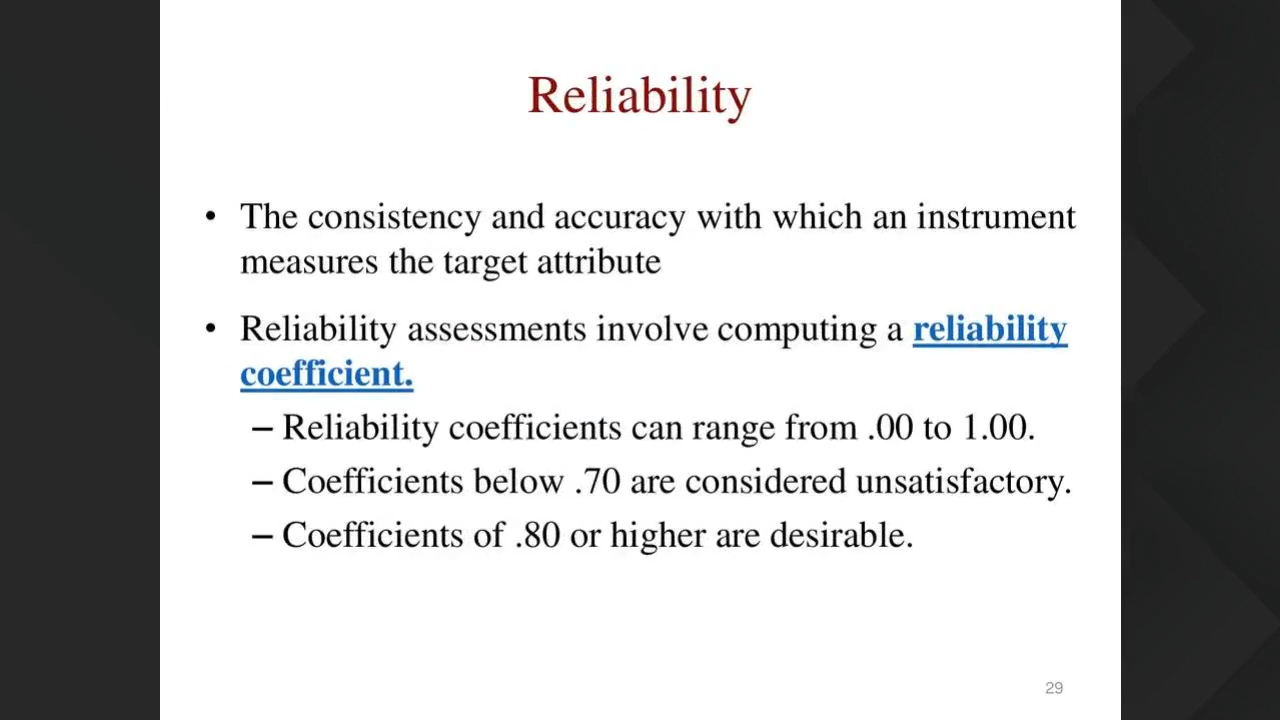 Reliability
• The consistency and accuracy with which an instrument
measures the target attribute
• Reliability assessments involve computing a reliability
coefficient.
– Reliability coefficients can range from .00 to 1.00.
– Coefficients below .70 are considered unsatisfactory.
– Coefficients of .80 or higher are desirable.
29